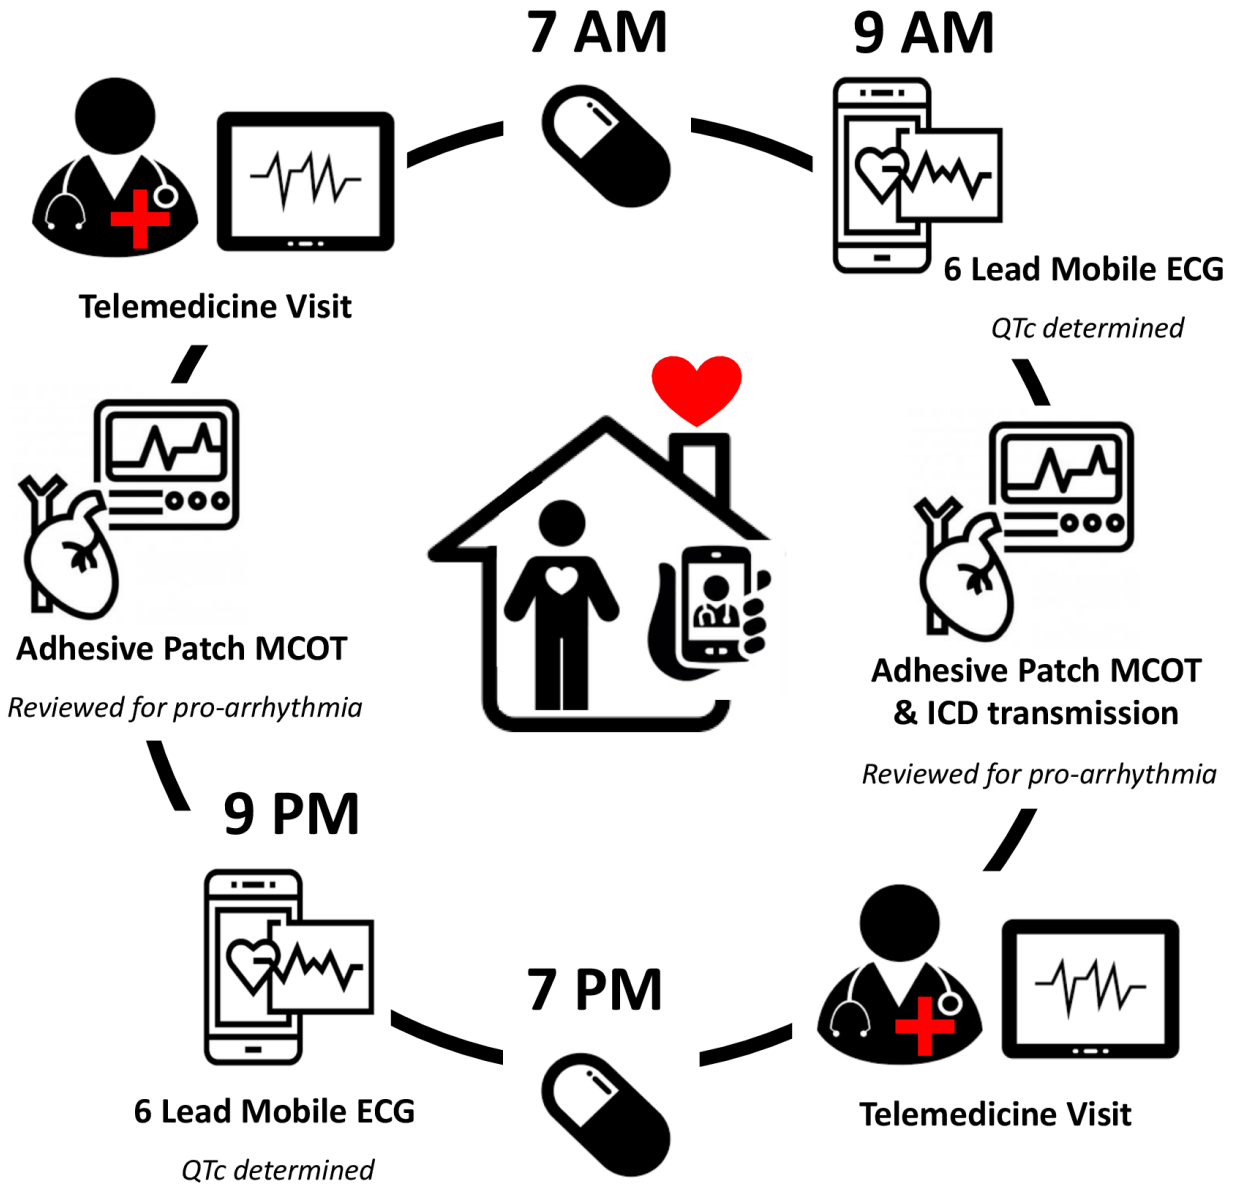 7 AM
9 AM
6 Lead Mobile ECG
QTc determined
Telemedicine Visit
Adhesive Patch MCOT
Reviewed for pro-arrhythmia
Adhesive Patch MCOT
& ICD transmission
Reviewed for pro-arrhythmia
9 PM
6 Lead Mobile ECG
QTc determined
7 PM
Telemedicine Visit